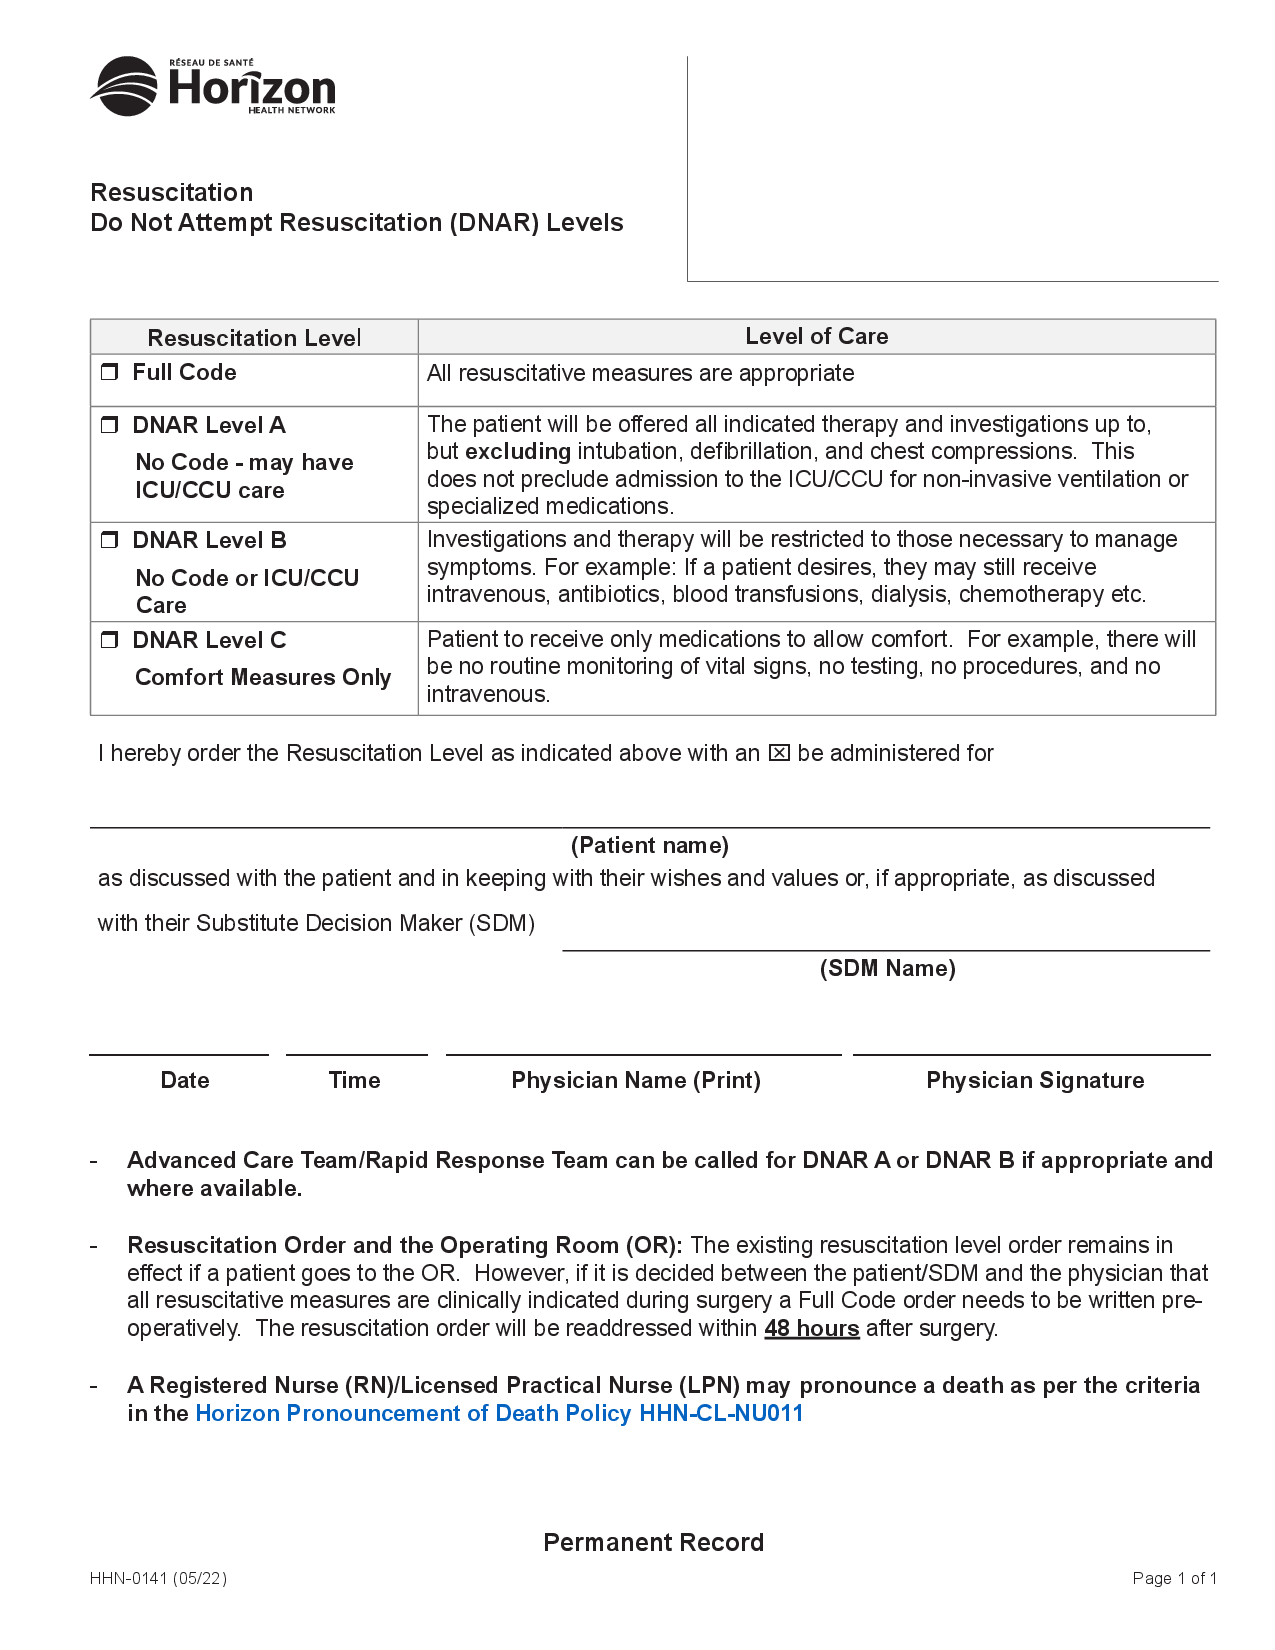 RÉSEAU DE SANTÉ
Horizon
HEALTH NETWORK
Resuscitation
Do Not Attempt Resuscitation (DNAR) Levels
Resuscitation Level
Level of Care
❒ Full Code
All resuscitative measures are appropriate
❒ DNAR Level A
No Code - may have
ICU/CCU care
The patient will be offered all indicated therapy and investigations up to,
but excluding intubation, defibrillation, and chest compressions. This
does not preclude admission to the ICU/CCU for non-invasive ventilation or
specialized medications.
❒ DNAR Level B
No Code or ICU/CCU
Care
Investigations and therapy will be restricted to those necessary to manage
symptoms. For example: If a patient desires, they may still receive
intravenous, antibiotics, blood transfusions, dialysis, chemotherapy etc.
❒ DNAR Level C
Comfort Measures Only
Patient to receive only medications to allow comfort. For example, there will
be no routine monitoring of vital signs, no testing, no procedures, and no
intravenous.
I hereby order the Resuscitation Level as indicated above with an ☒ be administered for
(Patient name)
as discussed with the patient and in keeping with their wishes and values or, if appropriate, as discussed
with their Substitute Decision Maker (SDM)
(SDM Name)
Date Time Physician Name (Print) Physician Signature
- Advanced Care Team/Rapid Response Team can be called for DNAR A or DNAR B if appropriate and
where available.
- Resuscitation Order and the Operating Room (OR): The existing resuscitation level order remains in
effect if a patient goes to the OR. However, if it is decided between the patient/SDM and the physician that
all resuscitative measures are clinically indicated during surgery a Full Code order needs to be written pre-
operatively. The resuscitation order will be readdressed within 48 hours after surgery.
- A Registered Nurse (RN)/Licensed Practical Nurse (LPN) may pronounce a death as per the criteria
in the Horizon Pronouncement of Death Policy HHN-CL-NU011
Permanent Record
HHN-0141 (05/22)
Page 1 of 1